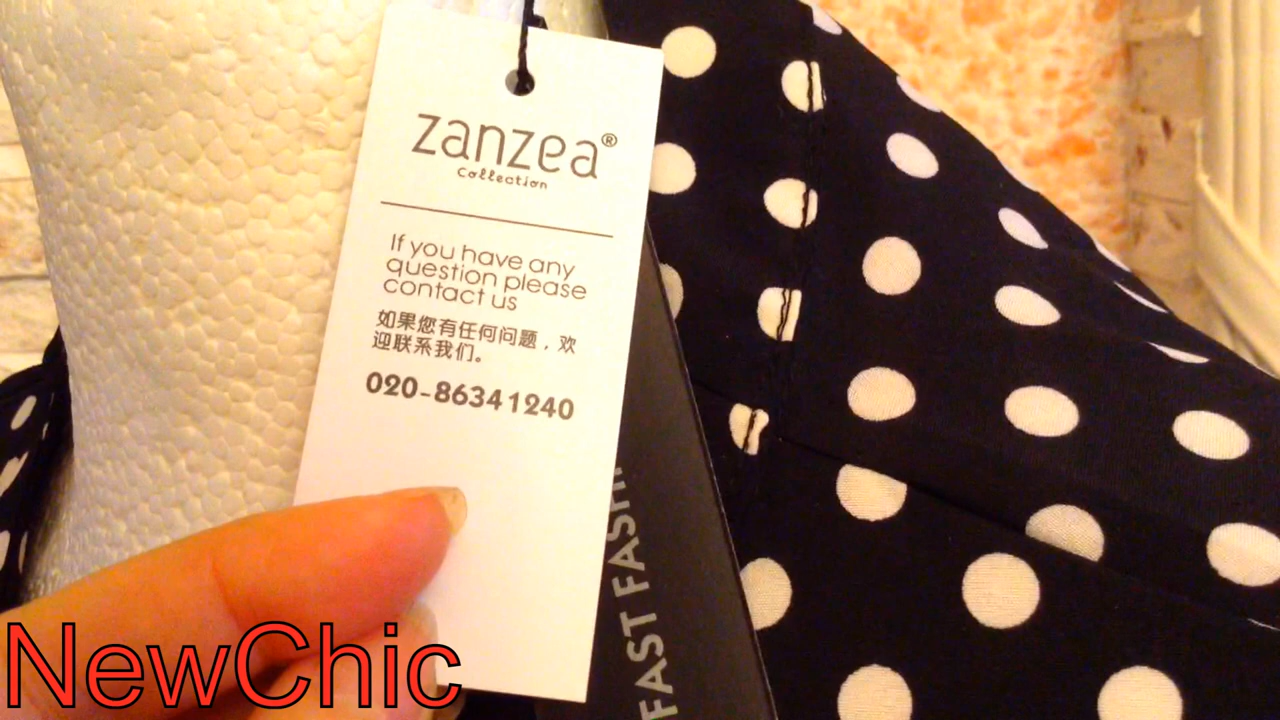 zanzea®
Collection
If you have any
question please
contact us
如果您有任何问题，欢
迎联系我们。
020-86341240
FAST FASHI
NewChic